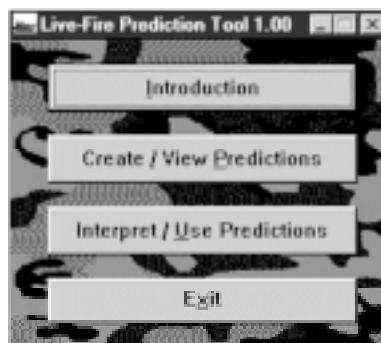 Live-Fire Prediction Tool 1.00
Introduction
Create / View Predictions
Interpret / Use Predictions
Exit